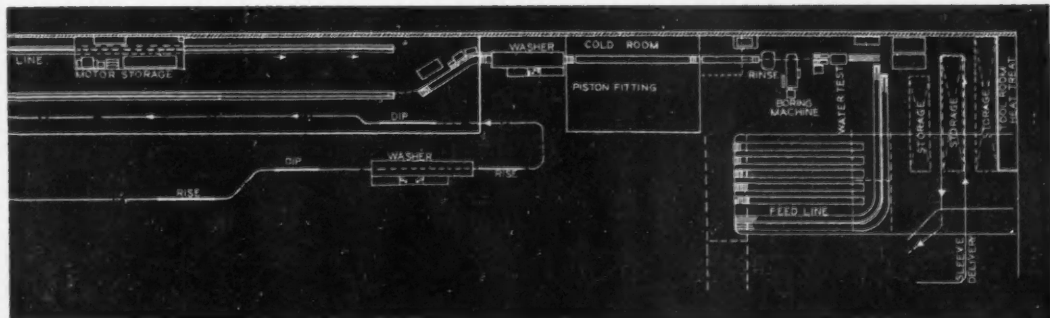 LINE
MOTOR STORAGE
WASHER
COLD ROOM
PISTON FITTING
RINSE
BORING
MACHINE
WATER TEST
STORAGE
STORAGE
STORAGE
TOOL ROOM
HEAT TREAT
DIP
DIP
WASHER
RISE
RISE
FEED LINE
SLEEVE
DELIVERY